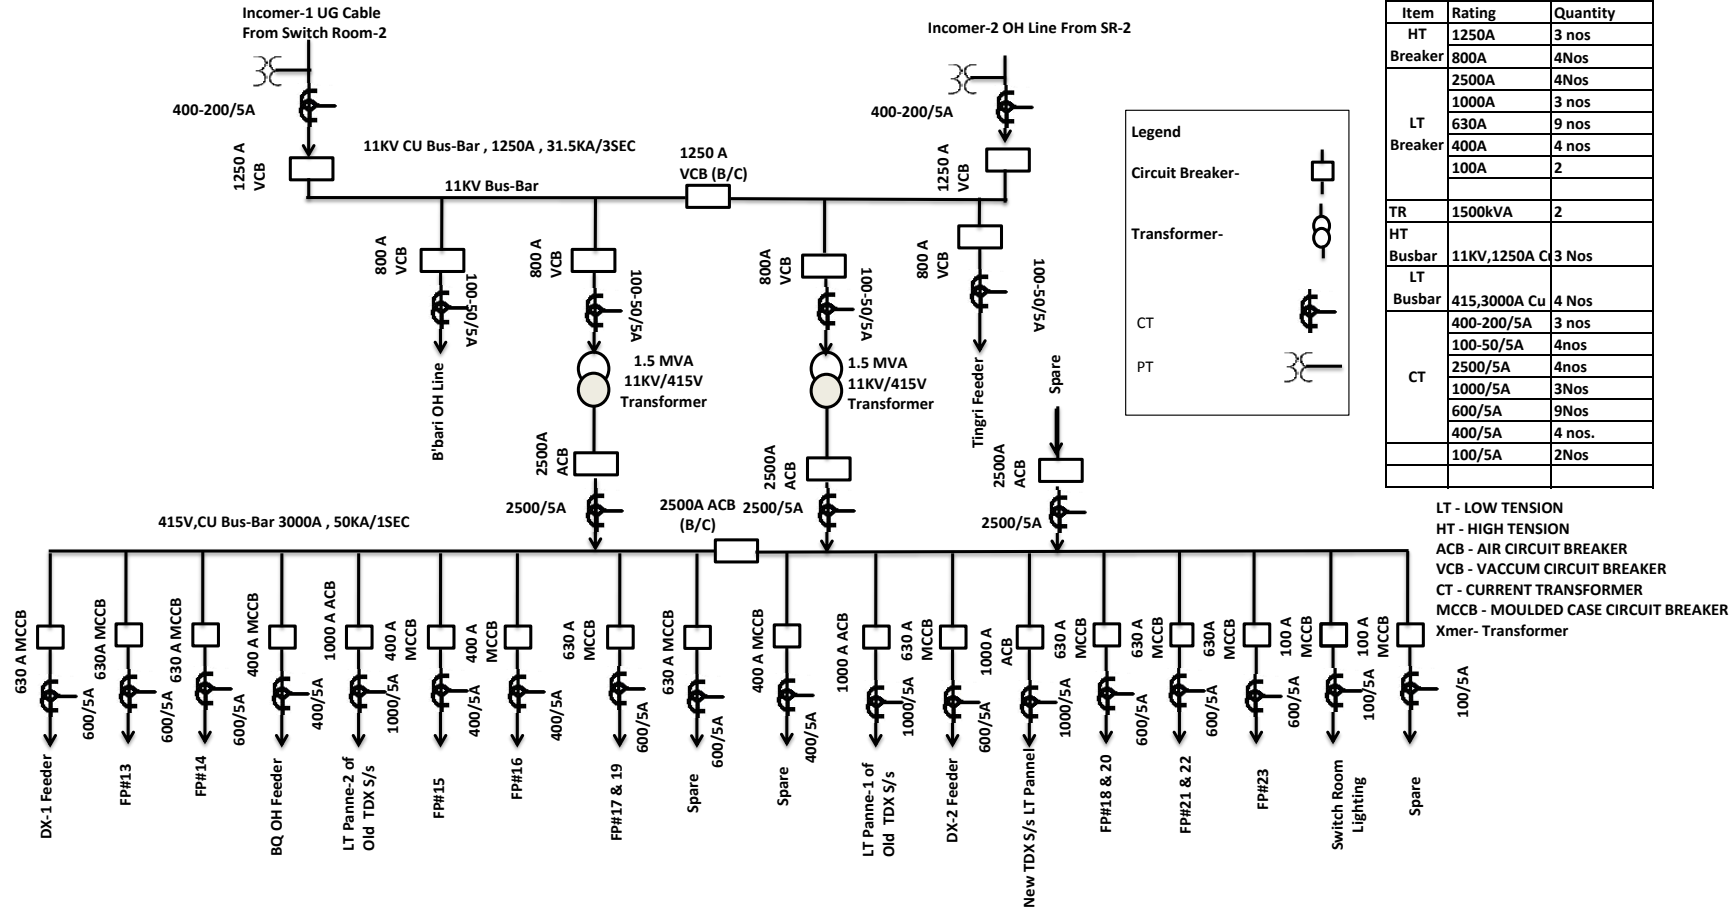 Incomer-1 UG Cable
From Switch Room-2
Incomer-2 OH Line From SR-2
400-200/5A
400-200/5A
1250 A
VCB
11KV CU Bus-Bar , 1250A , 31.5KA/3SEC
1250 A
VCB (B/C)
1250 A
VCB
11KV Bus-Bar
800 A
VCB
100-50/5A
B'bari OH Line
800 A
VCB
100-50/5A
1.5 MVA
11KV/415V
Transformer
800A
VCB
100-50/5A
1.5 MVA
11KV/415V
Transformer
800 A
VCB
100-50/5A
Tingri Feeder
Spare
2500A
ACB
2500/5A
2500A ACB
(B/C)
2500A
ACB
2500/5A
2500A
ACB
2500/5A
415V,CU Bus-Bar 3000A , 50KA/1SEC
630 A MCCB
600/5A
DX-1 Feeder
630A MCCB
600/5A
FP#13
630 A MCCB
600/5A
FP#14
400 A MCCB
400/5A
BQ OH Feeder
1000 A ACB
1000/5A
LT Panne-2 of
Old TDX S/s
400 A
MCCB
400/5A
FP#15
400 A
MCCB
400/5A
FP#16
630 A
MCCB
600/5A
FP#17 & 19
630 A MCCB
600/5A
Spare
400 A MCCB
400/5A
Spare
1000 A ACB
1000/5A
LT Panne-1 of
Old TDX S/s
630 A
MCCB
600/5A
DX-2 Feeder
1000 A
ACB
1000/5A
New TDX S/s LT Pannel
630 A
MCCB
600/5A
FP#18 & 20
630 A
MCCB
600/5A
FP#21 & 22
630A
MCCB
600/5A
FP#23
100 A
MCCB
100/5A
Switch Room
Lighting
100 A
MCCB
100/5A
Spare
Legend
Circuit Breaker-
Transformer-
CT
PT
Item Rating Quantity
HT Breaker 1250A 3 nos
800A 4Nos
LT Breaker 2500A 4Nos
1000A 3 nos
630A 9 nos
400A 4 nos
100A 2
TR 1500kVA 2
HT
Busbar 11KV,1250A C 3 Nos
LT
Busbar 415,3000A Cu 4 Nos
CT 400-200/5A 3 nos
100-50/5A 4nos
2500/5A 4nos
1000/5A 3Nos
600/5A 9Nos
400/5A 4 nos.
100/5A 2Nos
LT - LOW TENSION
HT - HIGH TENSION
ACB - AIR CIRCUIT BREAKER
VCB - VACCUM CIRCUIT BREAKER
CT - CURRENT TRANSFORMER
MCCB - MOULDED CASE CIRCUIT BREAKER
Xmer- Transformer